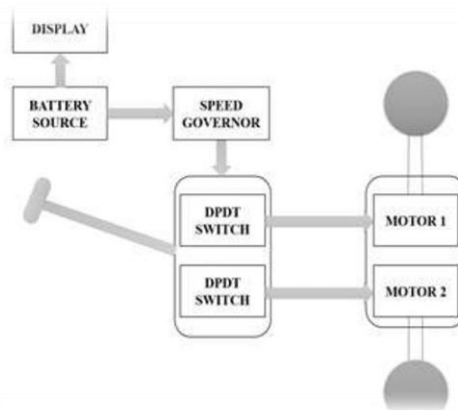 DISPLAY
BATTERY
SOURCE
SPEED
GOVERNOR
DPDT
SWITCH
MOTOR 1
DPDT
SWITCH
MOTOR 2